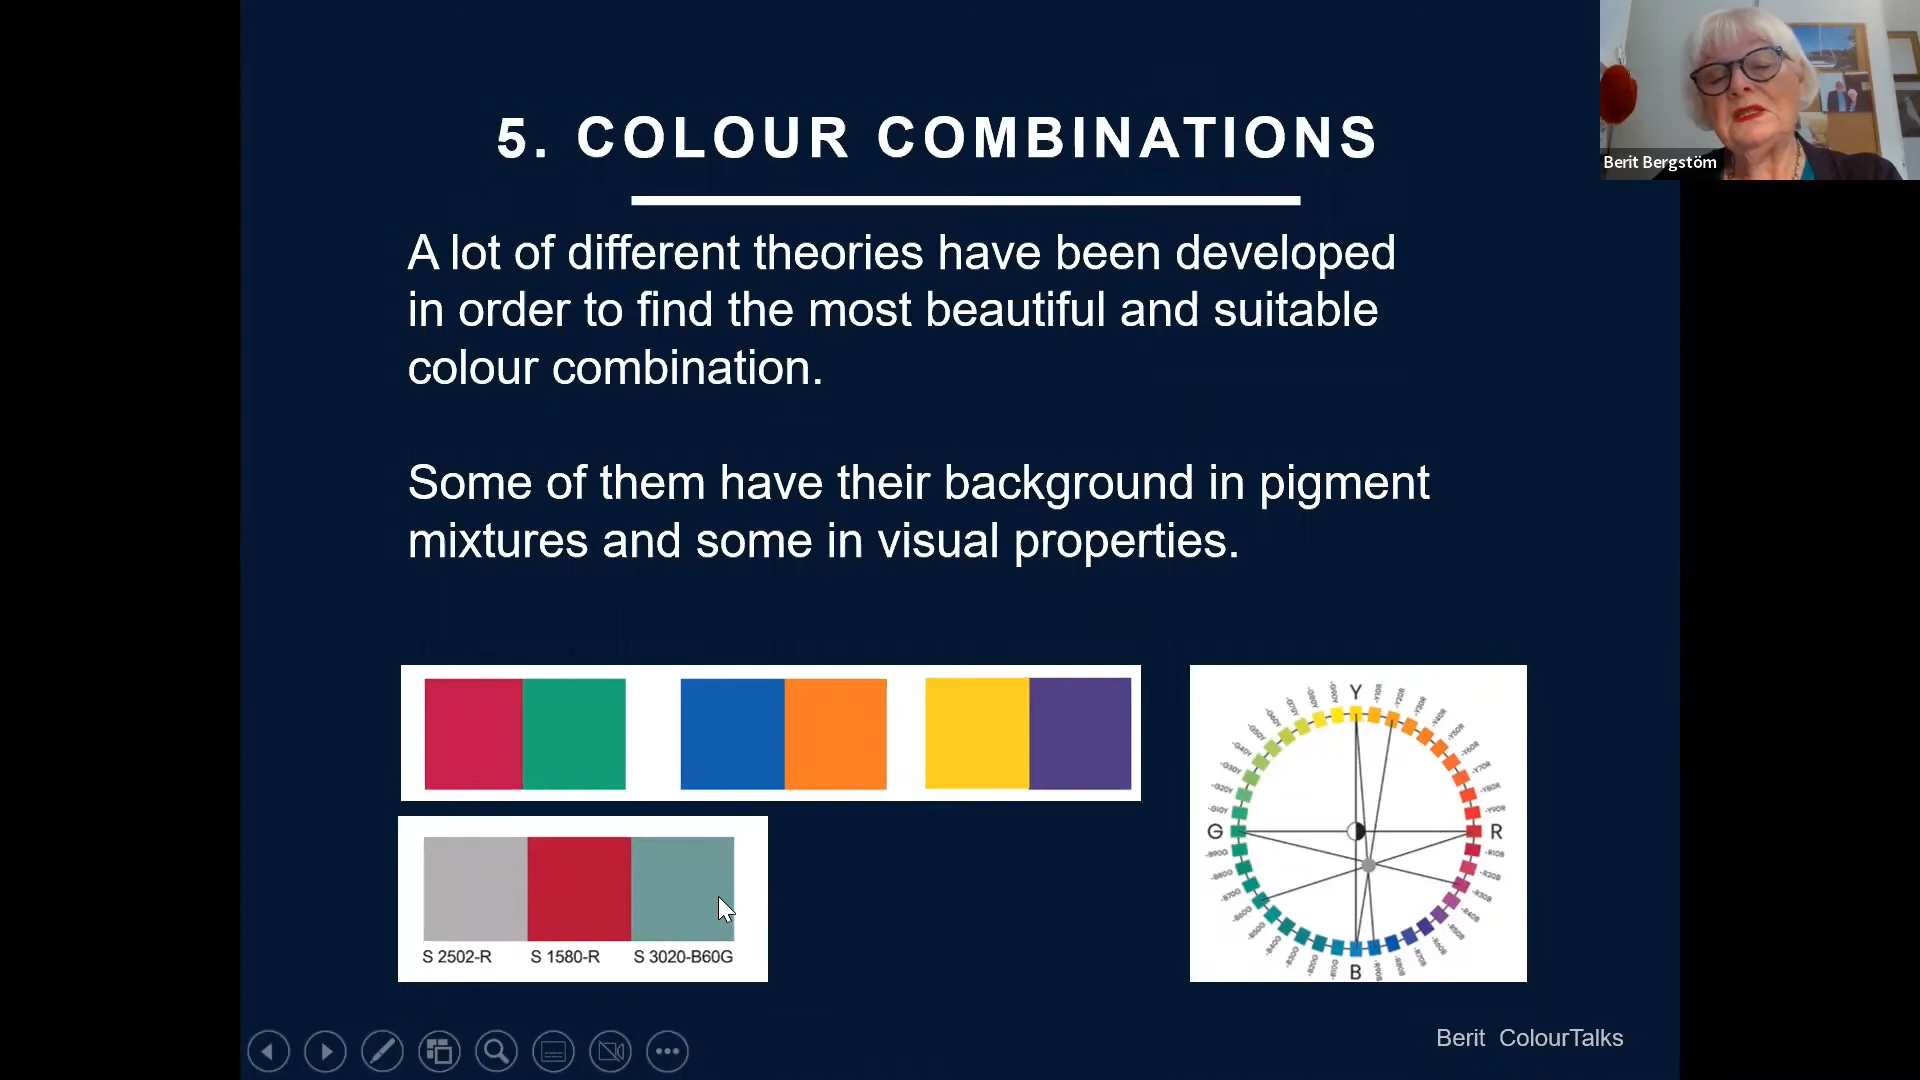 5. COLOUR COMBINATIONS
Berit Bergstöm
A lot of different theories have been developed
in order to find the most beautiful and suitable
colour combination.
Some of them have their background in pigment
mixtures and some in visual properties.
Y
G
R
B
S 2502-R
S 1580-R
S 3020-B60G
Berit ColourTalks